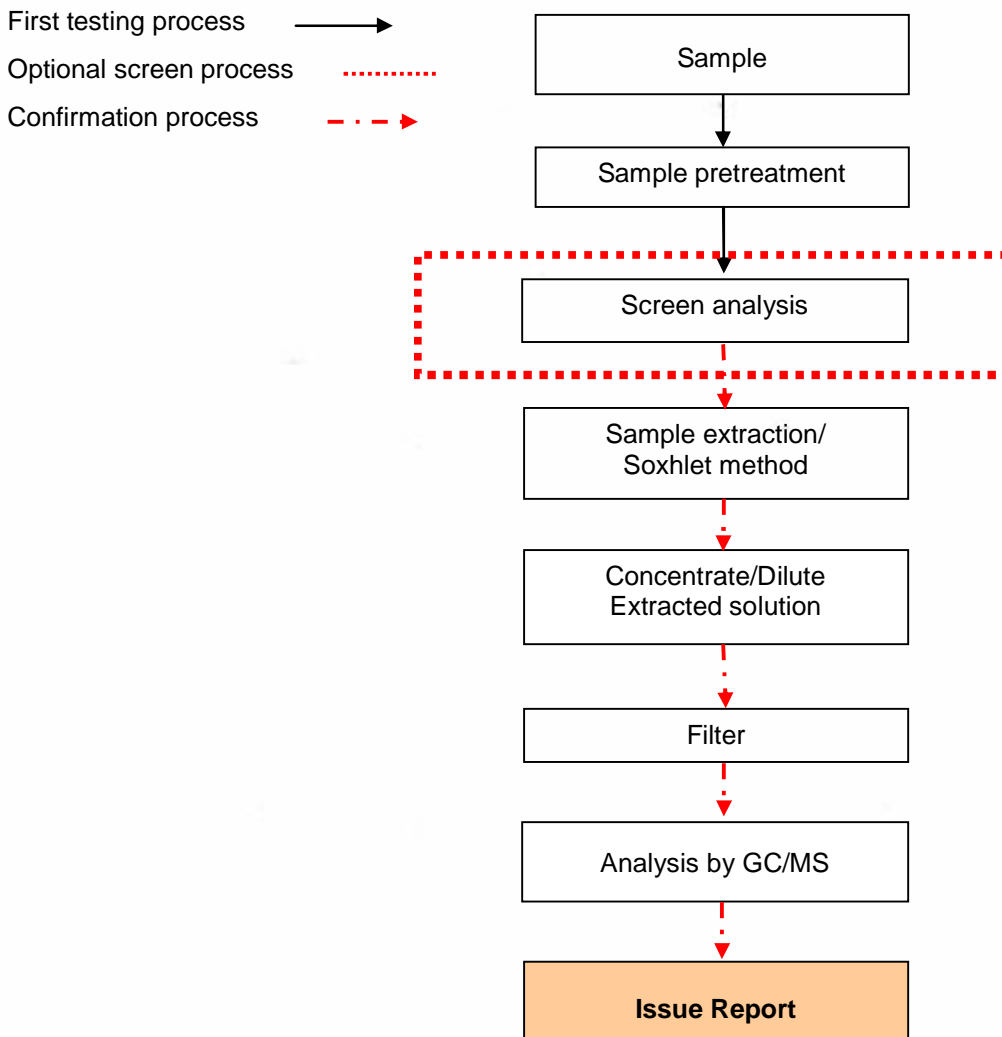 First testing process
Optional screen process
Confirmation process
Sample
Sample pretreatment
Screen analysis
Sample extraction/
Soxhlet method
Concentrate/Dilute
Extracted solution
Filter
Analysis by GC/MS
Issue Report